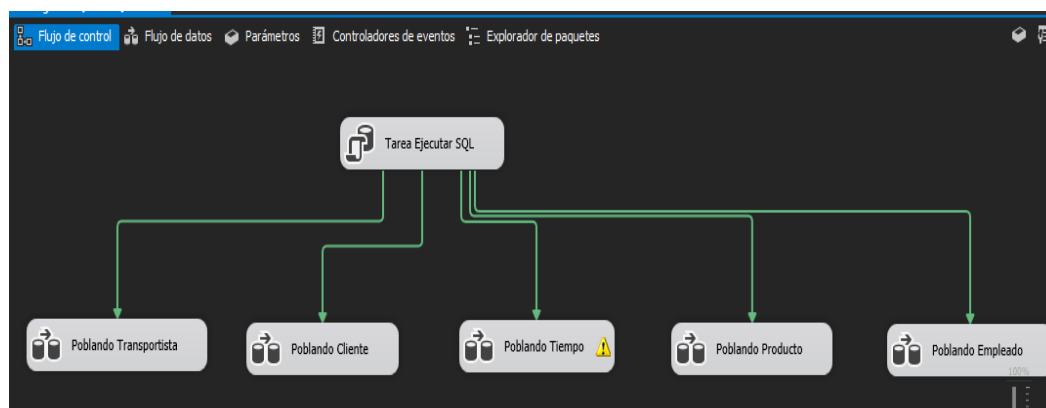 Flujo de control Flujo de datos Parámetros Controladores de eventos Explorador de paquetes
Tarea Ejecutar SQL
Poblando Transportista
Poblando Cliente
Poblando Tiempo
Poblando Producto
Poblando Empleado
100%